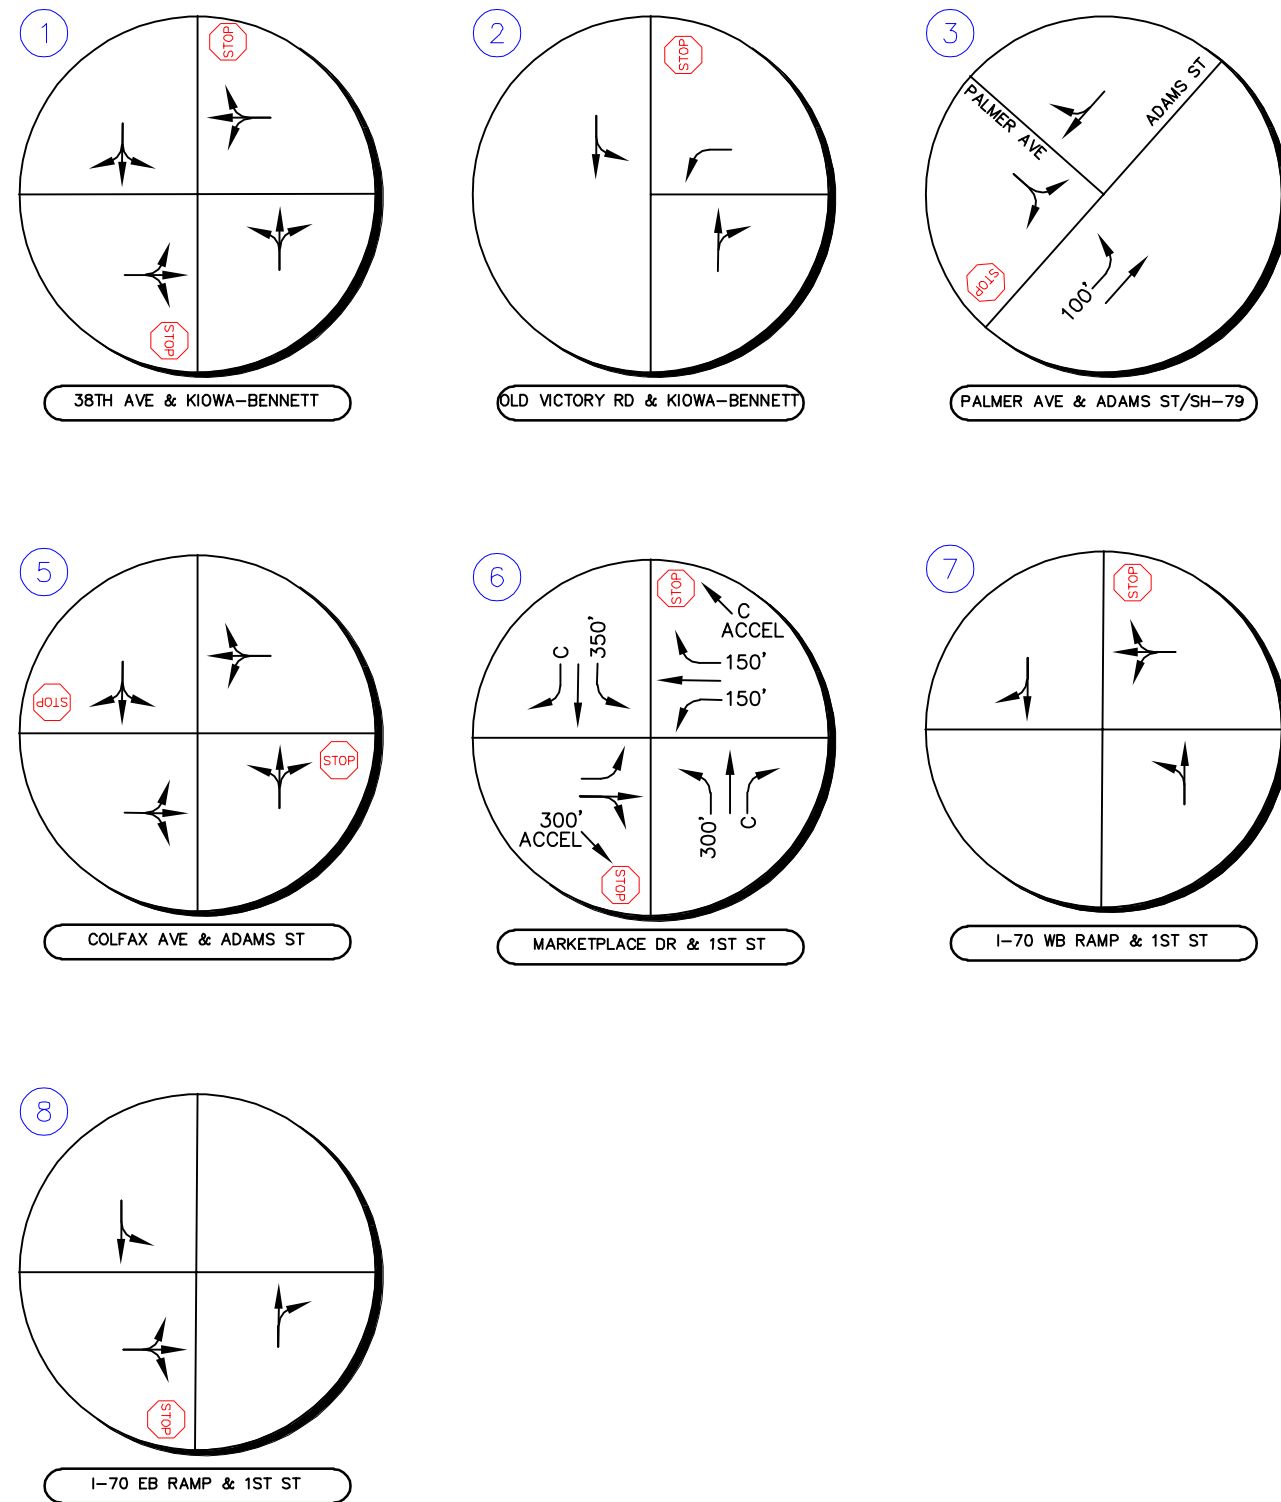 1
STOP
STOP
38TH AVE & KIOWA-BENNETT
2
STOP
OLD VICTORY RD & KIOWA-BENNETT
3
PALMER AVE
ADAMS ST
STOP
100'
PALMER AVE & ADAMS ST/SH-79
5
STOP
STOP
COLFAX AVE & ADAMS ST
6
STOP
C
ACCEL
C
350'
150'
150'
300'
ACCEL
300'
C
STOP
MARKETPLACE DR & 1ST ST
7
STOP
I-70 WB RAMP & 1ST ST
8
STOP
I-70 EB RAMP & 1ST ST